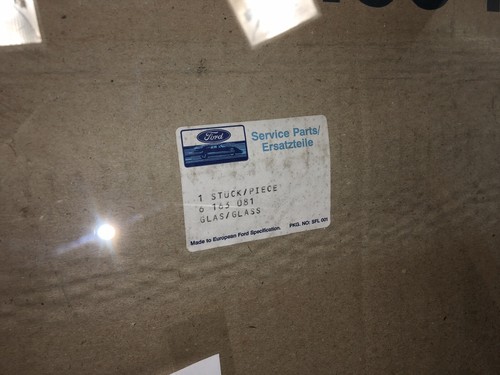 Ford
Service Parts/
Ersatzteile
1 STUCK/PIECE
6 163 081
GLAS/GLASS
Made to European Ford Specification. PKG. NO: SFL 001